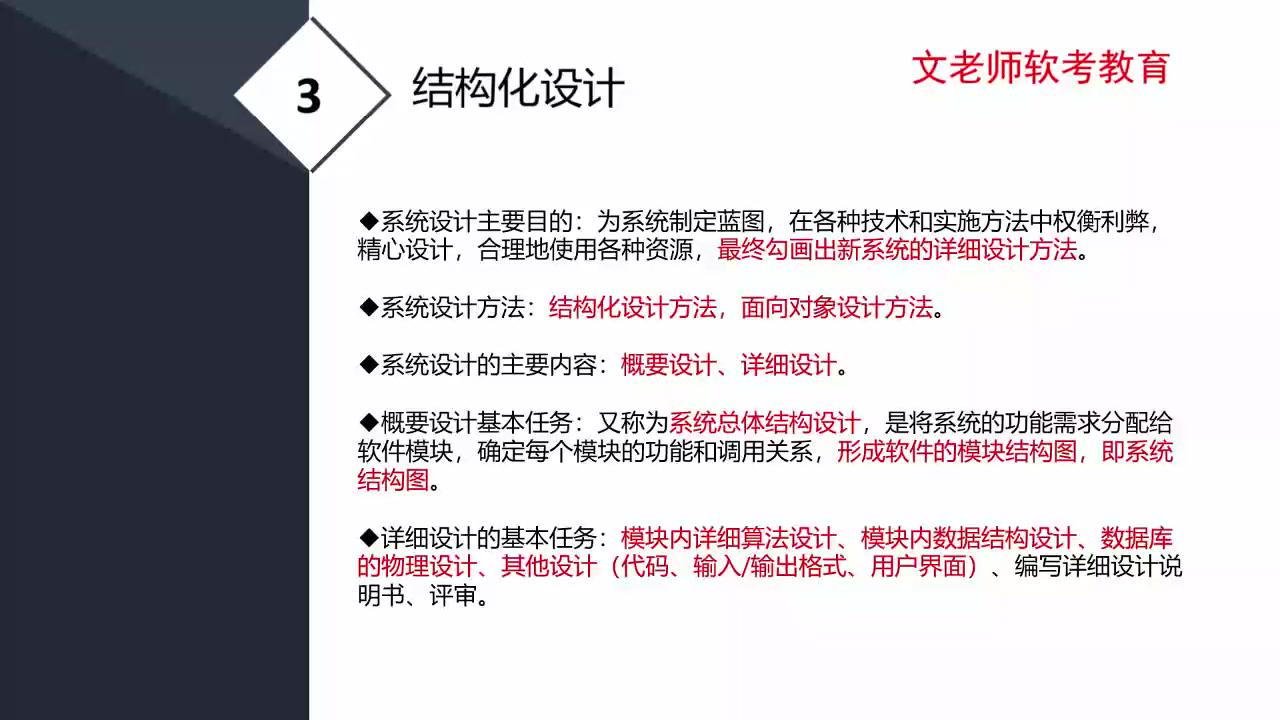 3
结构化设计
文老师软考教育
◆系统设计主要目的：为系统制定蓝图，在各种技术和实施方法中权衡利弊，
精心设计，合理地使用各种资源，最终勾画出新系统的详细设计方法。
◆系统设计方法：结构化设计方法，面向对象设计方法。
◆系统设计的主要内容：概要设计、详细设计。
◆概要设计基本任务：又称为系统总体结构设计，是将系统的功能需求分配给
软件模块，确定每个模块的功能和调用关系，形成软件的模块结构图，即系统
结构图。
◆详细设计的基本任务：模块内详细算法设计、模块内数据结构设计、数据库
的物理设计、其他设计（代码、输入/输出格式、用户界面）、编写详细设计说
明书、评审。